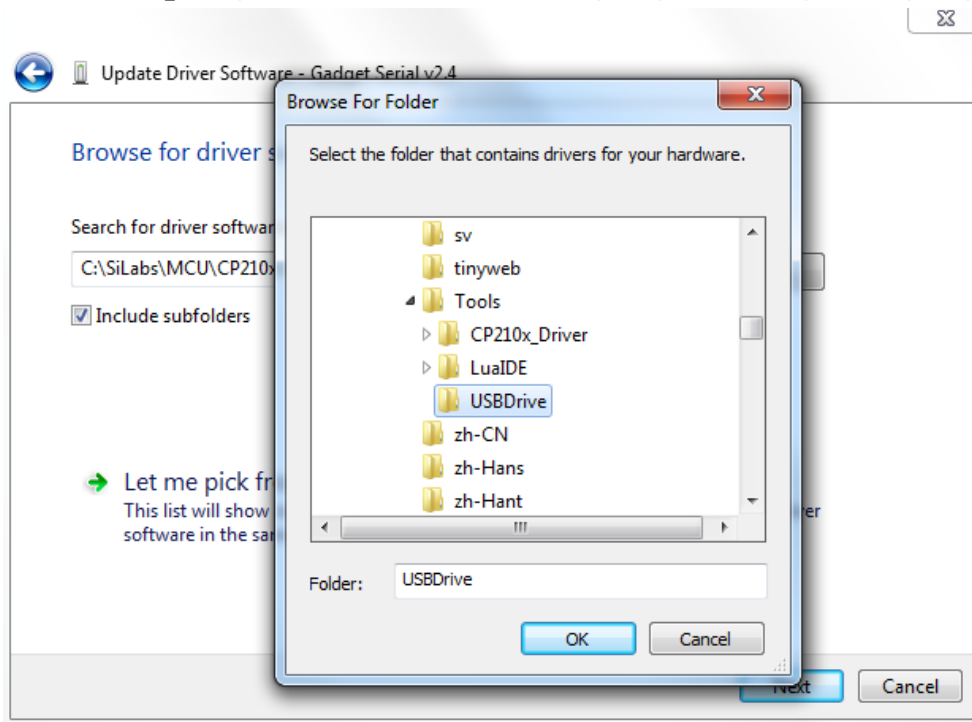 Update Driver Software - Gadget Serial v2.4
Browse For Folder
Browse for driver s
Select the folder that contains drivers for your hardware.
Search for driver softwar
C:\SiLabs\MCU\CP210x
Include subfolders
sv
tinyweb
Tools
CP210x_Driver
LuaIDE
USBDrive
zh-CN
zh-Hans
zh-Hant
Let me pick fr
This list will show
er
software in the sar
Folder: USBDrive
OK Cancel
Next Cancel